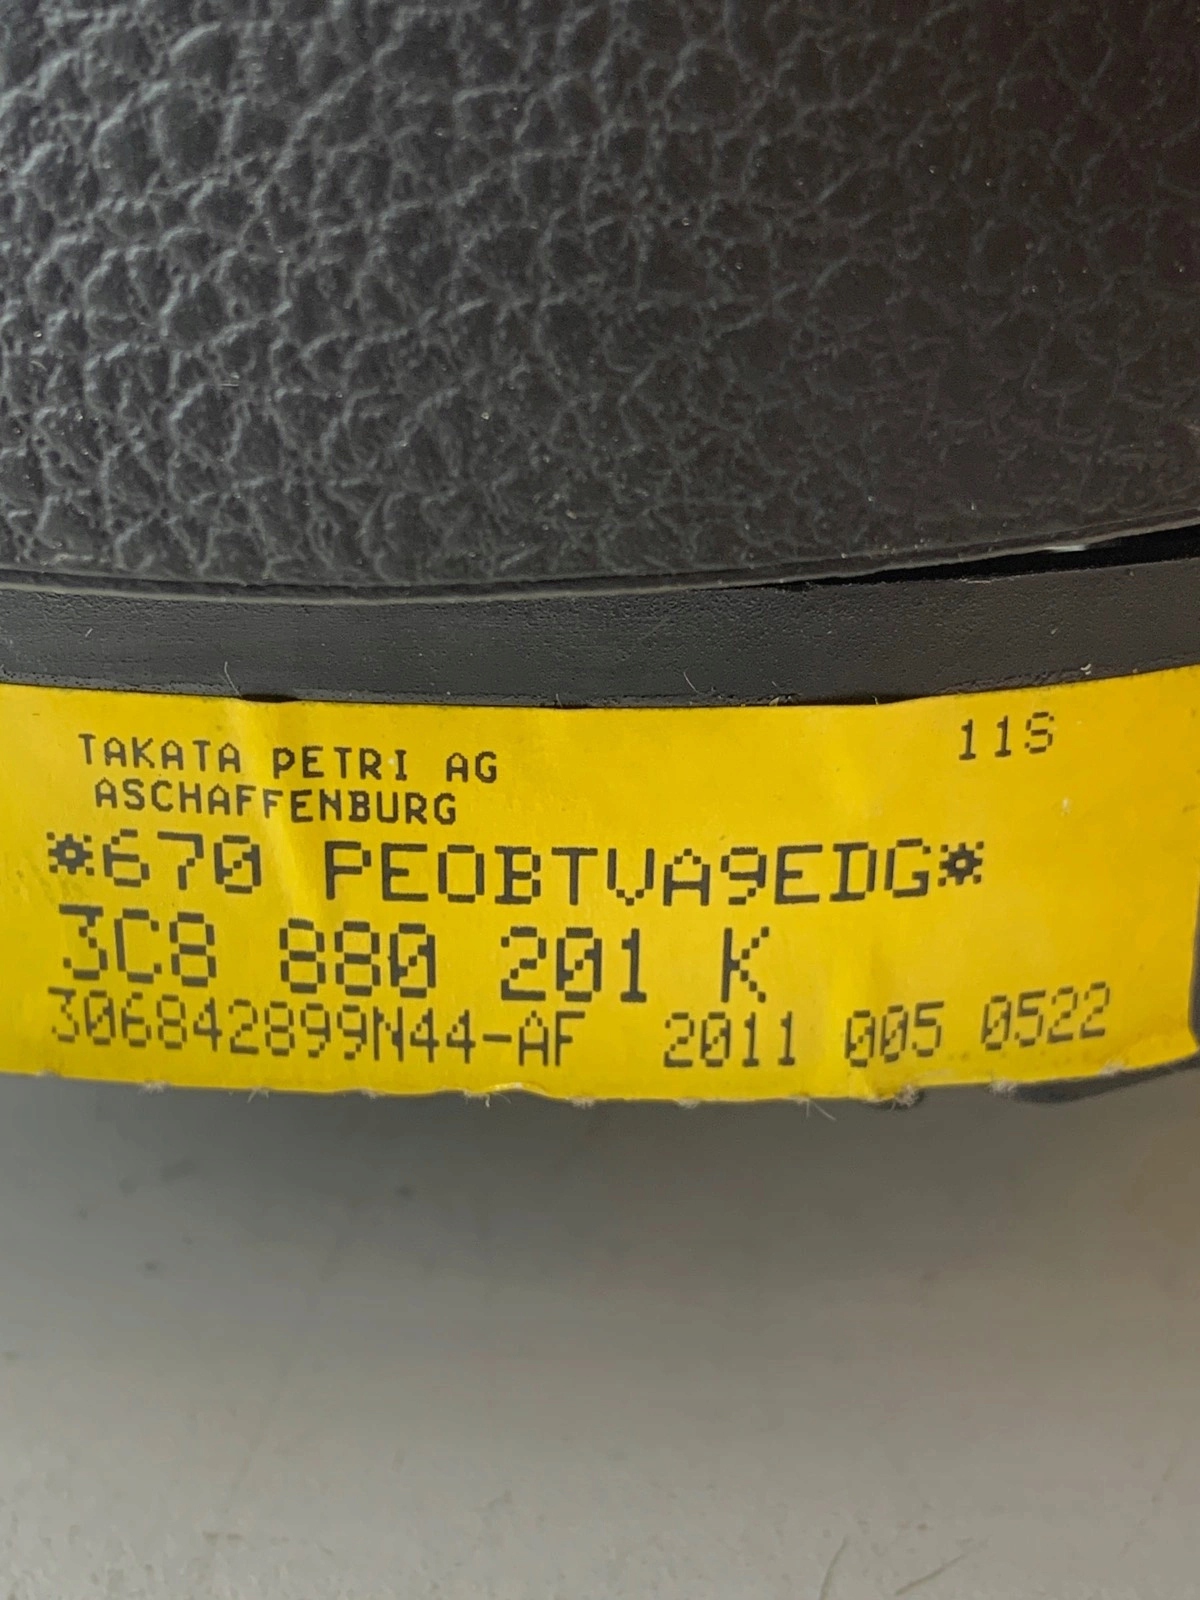 TAKATA PETRI AG
11S
ASCHAFFENBURG
*670 PEOBTVA9EDG*
3C8 880 201 K
306842899N44-AF 2011 005 0522